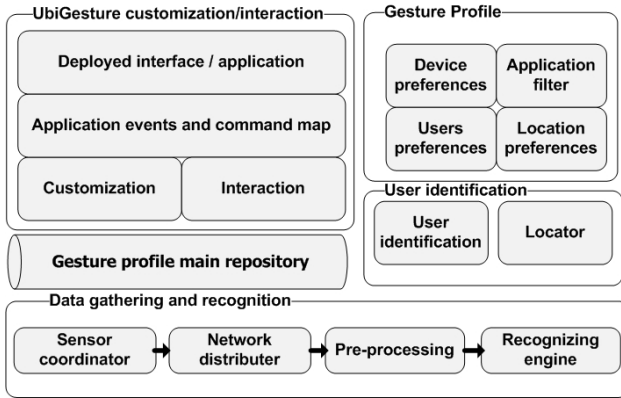 UbiGesture customization/interaction
Deployed interface / application
Application events and command map
Customization
Interaction
Gesture profile main repository
Gesture Profile
Device
preferences
Application
filter
Users
preferences
Location
preferences
User identification
User
identification
Locator
Data gathering and recognition
Sensor
coordinator
Network
distributer
Pre-processing
Recognizing
engine